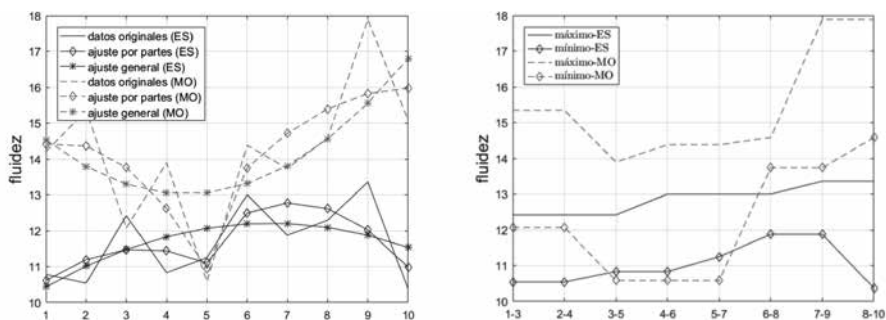 fluidez
18
17
16
15
14
13
12
11
10
datos originales (ES)
ajuste por partes (ES)
ajuste general (ES)
datos originales (MO)
ajuste por partes (MO)
ajuste general (MO)
1 2 3 4 5 6 7 8 9 10
fluidez
18
17
16
15
14
13
12
11
10
máximo-ES
mínimo-ES
máximo-MO
mínimo-MO
1-3 2-4 3-5 4-6 5-7 6-8 7-9 8-10